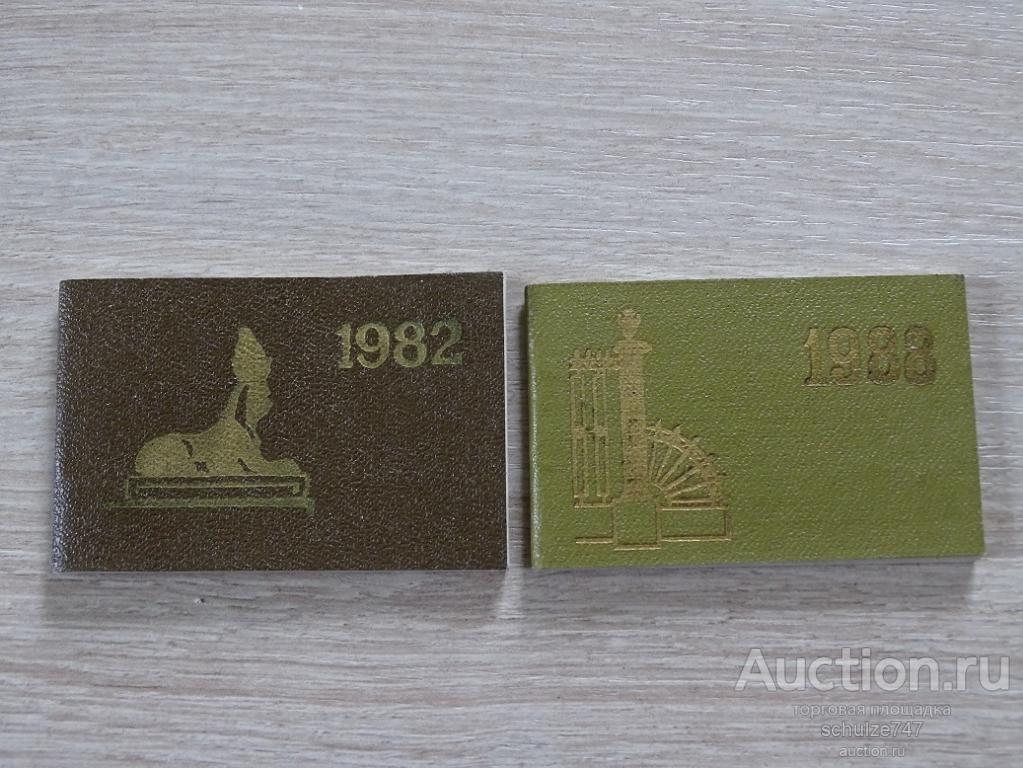 1982
1988
Auction.ru
торговая площадка
schulze747
auction.ru